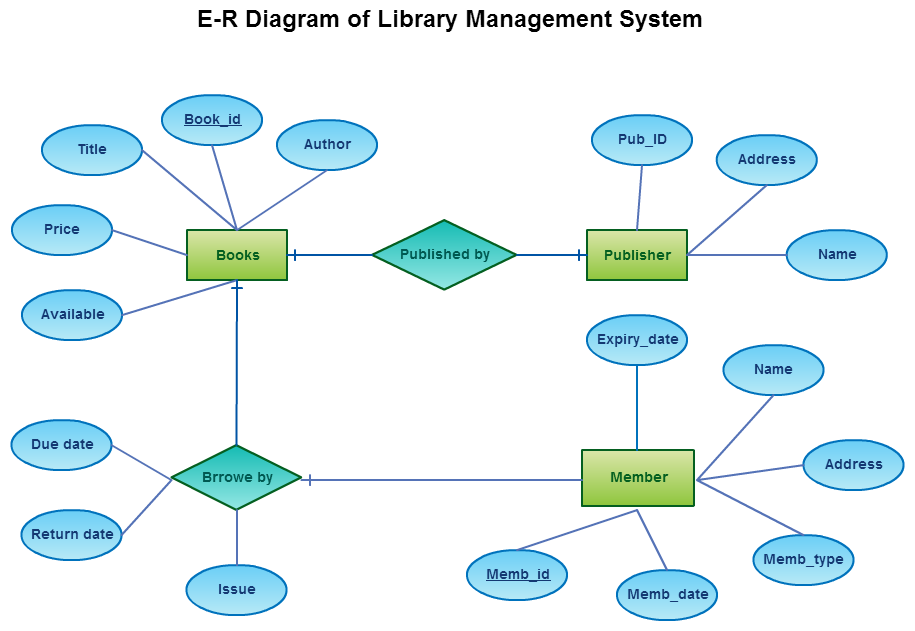 E-R Diagram of Library Management System
Book_id
Title
Author
Pub_ID
Address
Price
Books
Published by
Publisher
Name
Available
Expiry_date
Name
Due date
Brrowe by
Member
Address
Return date
Memb_id
Memb_type
Issue
Memb_date